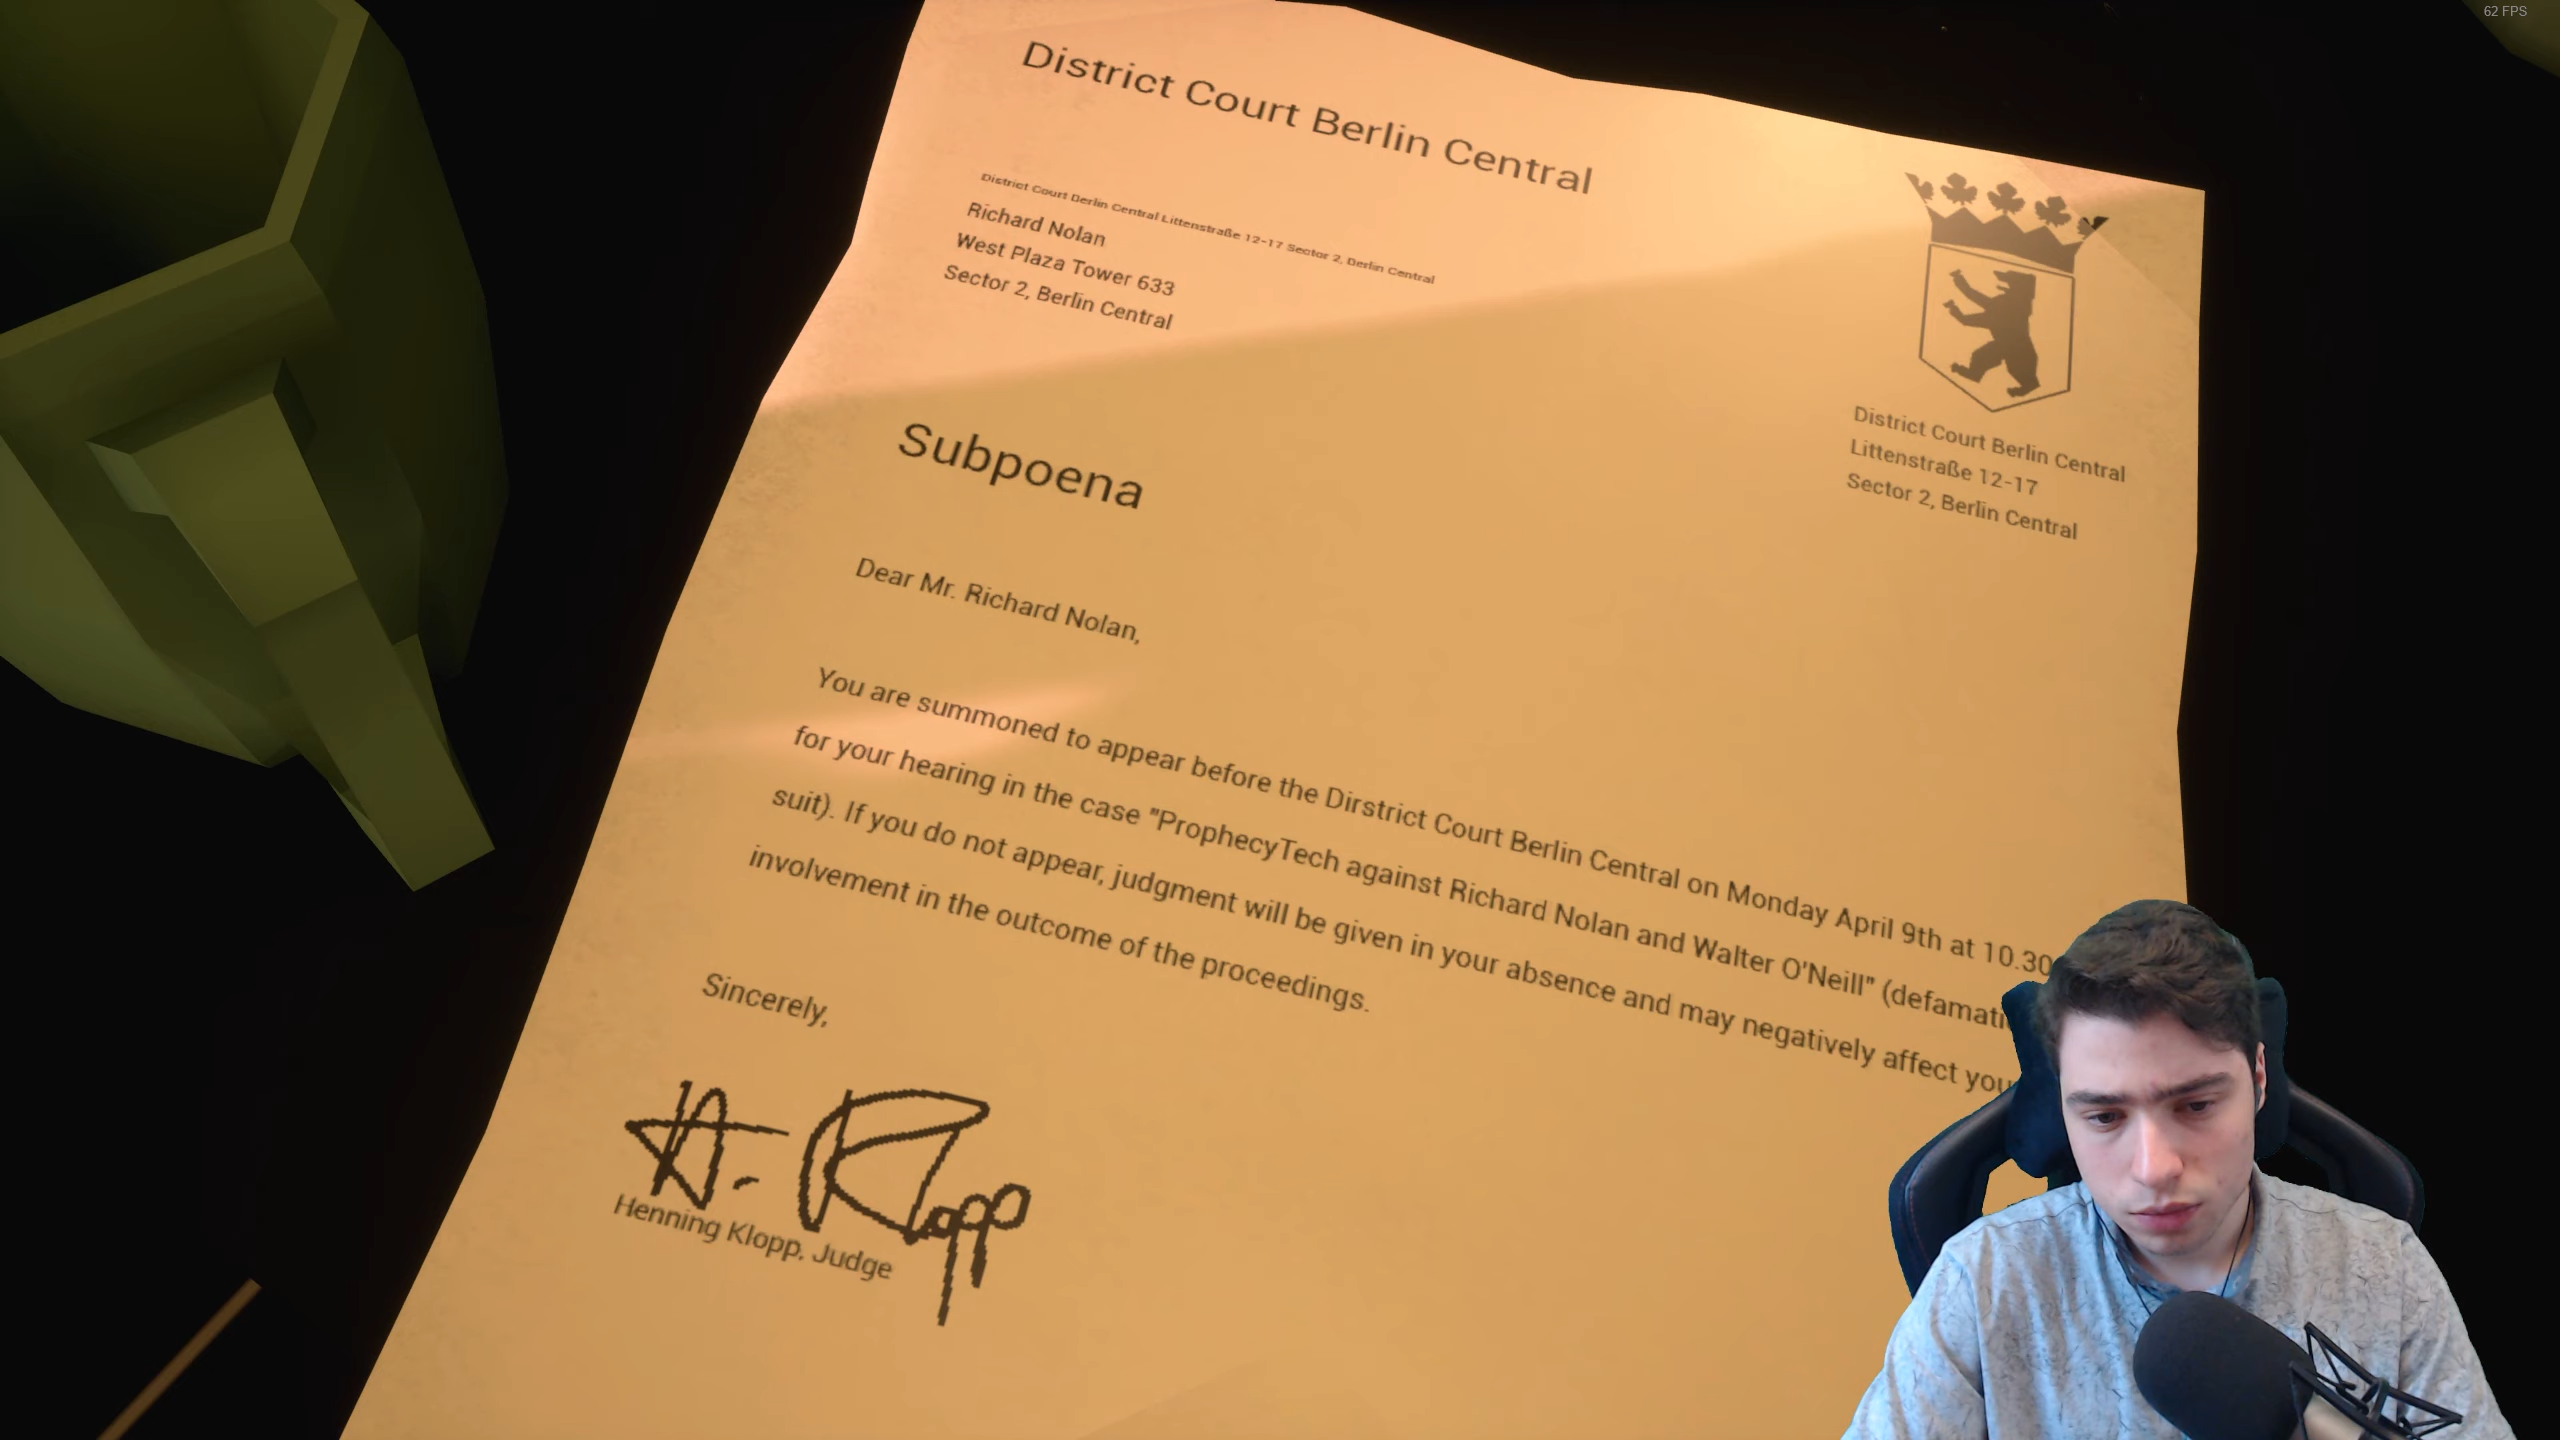 62 FPS
District Court Berlin Central
District Court Berlin Central Littenstraße 12-17 Sector 2, Berlin Central
Richard Nolan
West Plaza Tower 633
Sector 2, Berlin Central
District Court Berlin Central
Littenstraße 12-17
Sector 2, Berlin Central
Subpoena
Dear Mr. Richard Nolan,
You are summoned to appear before the Dirstrict Court Berlin Central on Monday April 9th at 10.30
for your hearing in the case "ProphecyTech against Richard Nolan and Walter O'Neill" (defamati
suit). If you do not appear, judgment will be given in your absence and may negatively affect you
involvement in the outcome of the proceedings.
Sincerely,
H. Klopp
Henning Klopp, Judge